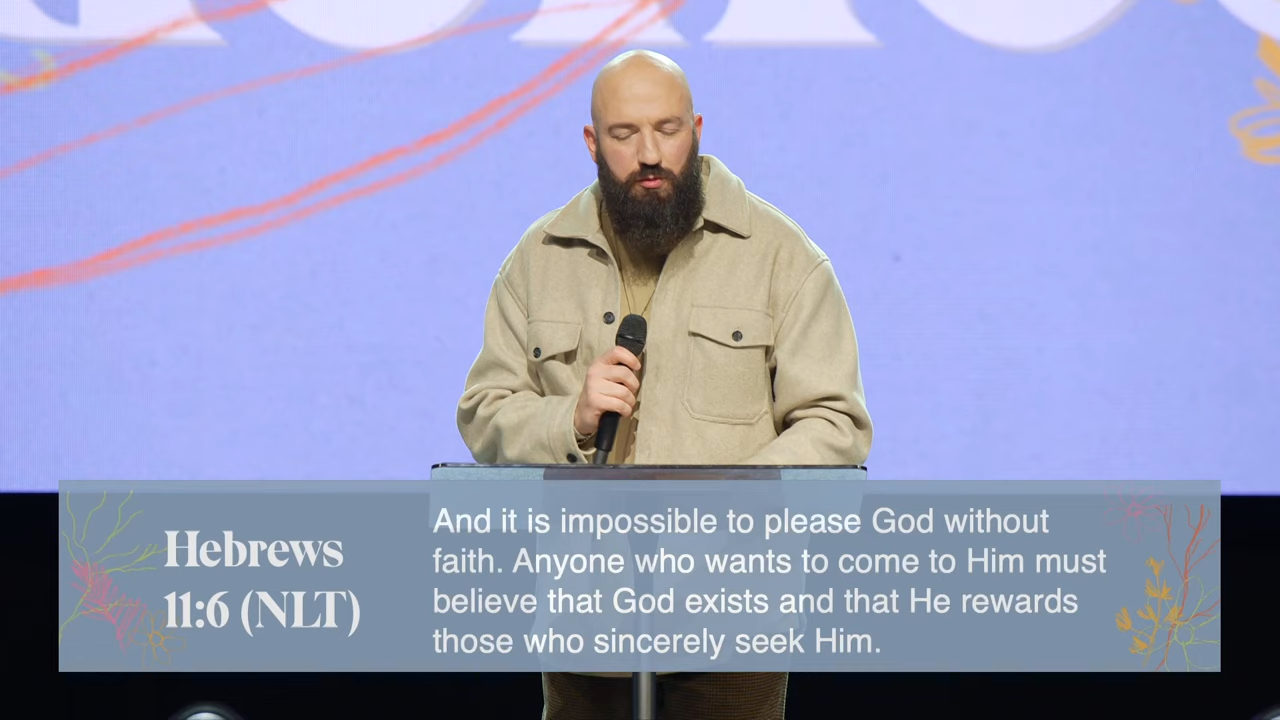 Hebrews
11:6 (NLT)
And it is impossible to please God without
faith. Anyone who wants to come to Him must
believe that God exists and that He rewards
those who sincerely seek Him.